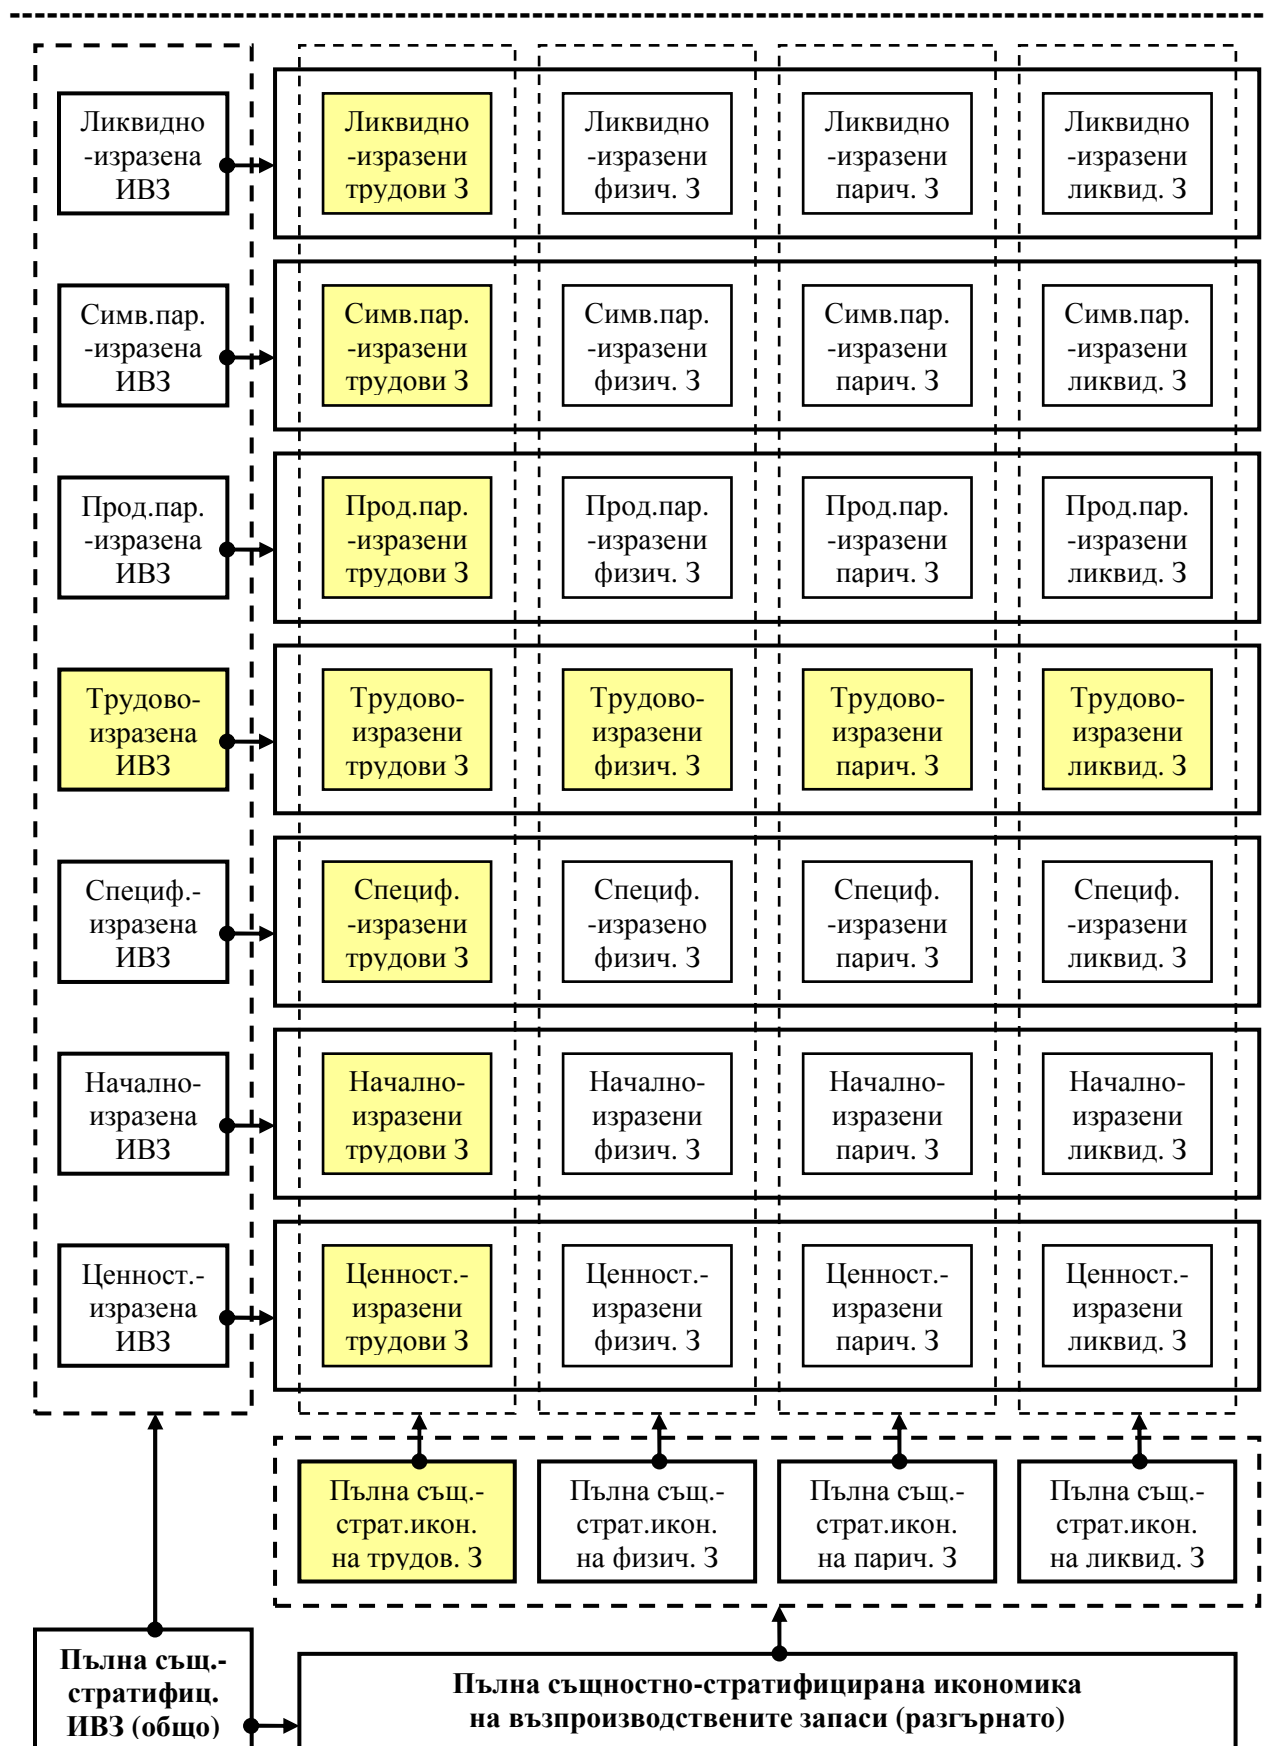 Ликвидно
-изразена
ИВЗ
Ликвидно
-изразени
трудови З
Ликвидно
-изразени
физич. З
Ликвидно
-изразени
парич. З
Ликвидно
-изразени
ликвид. З
Симв.пар.
-изразена
ИВЗ
Симв.пар.
-изразени
трудови З
Симв.пар.
-изразени
физич. З
Симв.пар.
-изразени
парич. З
Симв.пар.
-изразени
ликвид. З
Прод.пар.
-изразена
ИВЗ
Прод.пар.
-изразени
трудови З
Прод.пар.
-изразени
физич. З
Прод.пар.
-изразени
парич. З
Прод.пар.
-изразени
ликвид. З
Трудово-
изразена
ИВЗ
Трудово-
изразени
трудови З
Трудово-
изразени
физич. З
Трудово-
изразени
парич. З
Трудово-
изразени
ликвид. З
Специф.-
изразена
ИВЗ
Специф.
-изразени
трудови З
Специф.
-изразено
физич. З
Специф.
-изразени
парич. З
Специф.
-изразени
ликвид. З
Начално-
изразена
ИВЗ
Начално-
изразени
трудови З
Начално-
изразени
физич. З
Начално-
изразени
парич. З
Начално-
изразени
ликвид. З
Ценност.-
изразена
ИВЗ
Ценност.-
изразени
трудови З
Ценност.-
изразени
физич. З
Ценност.-
изразени
парич. З
Ценност.-
изразени
ликвид. З
Пълна същ.-
страт.икон.
на трудов. З
Пълна същ.-
страт.икон.
на физич. З
Пълна същ.-
страт.икон.
на парич. З
Пълна същ.-
страт.икон.
на ликвид. З
Пълна същ.-
стратифиц.
ИВЗ (общо)
Пълна същностно-стратифицирана икономика
на възпроизводствените запаси (разгърнато)